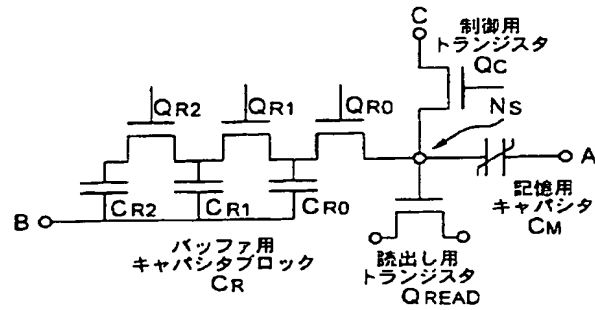 C
制御用
トランジスタ
QC
QR2
QR1
QR0
NS
A
CR2
CR1
CR0
記憶用
キャパシタ
CM
B
バッファ用
キャパシタブロック
CR
読出し用
トランジスタ
QREAD